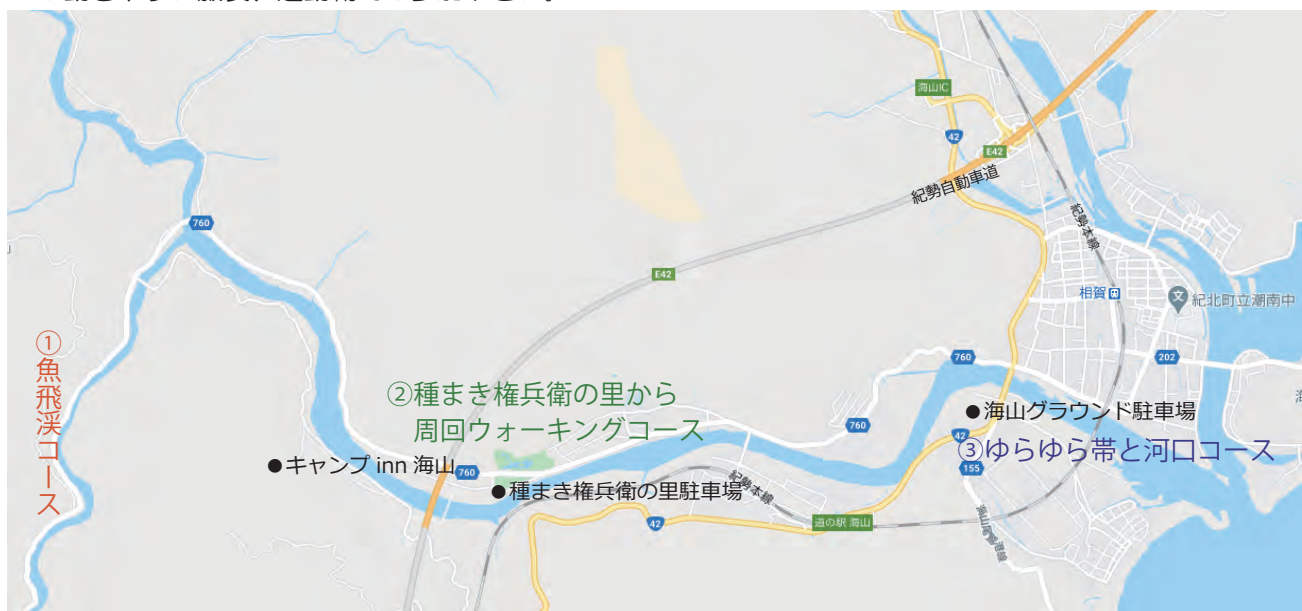 海山IC
42
E42
紀勢自動車道
紀勢本線
760
E42
相賀
文
紀北町立潮南中
①魚飛渓コース
760
202
②種まき権兵衛の里から
周回ウォーキングコース
●海山グラウンド駐車場
760
42
③ゆらゆら帯と河口コース
●キャンプ inn 海山
760
155
●種まき権兵衛の里駐車場
紀勢本線
42
道の駅 海山